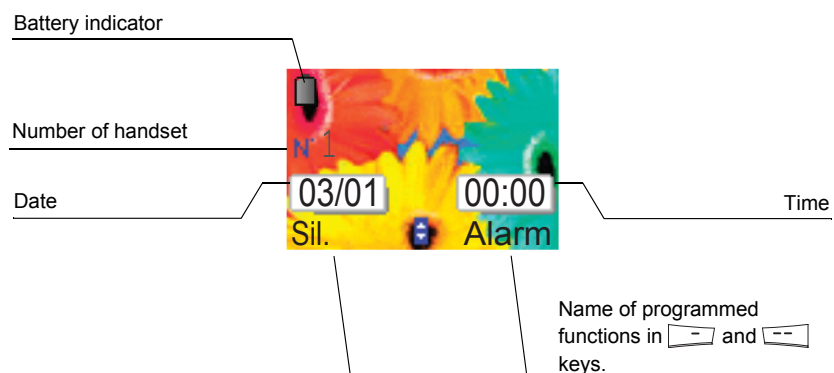 Battery indicator
Number of handset
N° 1
Date
03/01
00:00
Time
Sil.
Alarm
Name of programmed
functions in - and --
keys.